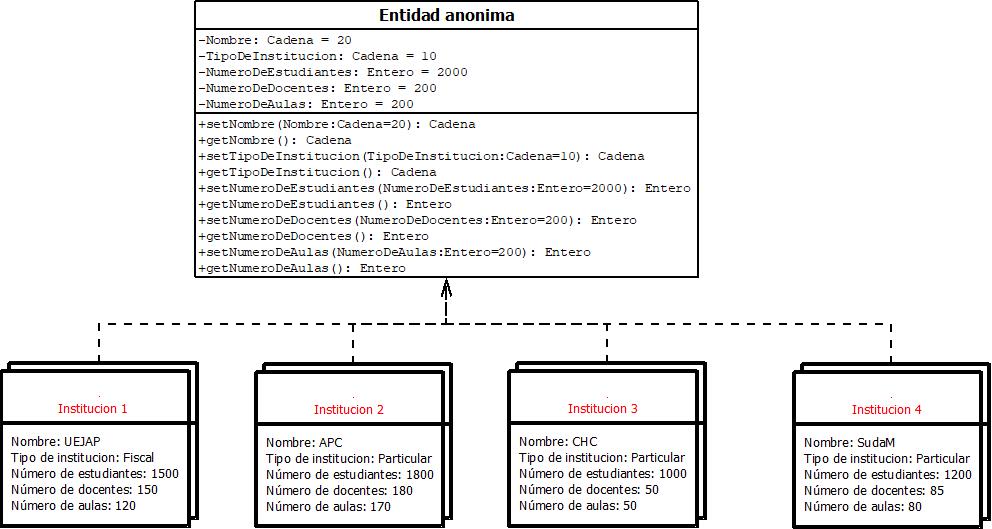 Entidad anonima
-Nombre: Cadena = 20
-TipoDeInstitucion: Cadena = 10
-NumeroDeEstudiantes: Entero = 2000
-NumeroDeDocentes: Entero = 200
-NumeroDeAulas: Entero = 200
+setNombre(Nombre:Cadena=20): Cadena
+getNombre(): Cadena
+setTipoDeInstitucion(TipoDeInstitucion:Cadena=10): Cadena
+getTipoDeInstitucion(): Cadena
+setNumeroDeEstudiantes(NumeroDeEstudiantes:Entero=2000): Entero
+getNumeroDeEstudiantes(): Entero
+setNumeroDeDocentes(NumeroDeDocentes:Entero=200): Entero
+getNumeroDeDocentes(): Entero
+setNumeroDeAulas(NumeroDeAulas:Entero=200): Entero
+getNumeroDeAulas(): Entero
Institucion 1
Nombre: UEJAP
Tipo de institucion: Fiscal
Número de estudiantes: 1500
Número de docentes: 150
Número de aulas: 120
Institucion 2
Nombre: APC
Tipo de institucion: Particular
Número de estudiantes: 1800
Número de docentes: 180
Número de aulas: 170
Institucion 3
Nombre: CHC
Tipo de institucion: Particular
Número de estudiantes: 1000
Número de docentes: 50
Número de aulas: 50
Institucion 4
Nombre: SudaM
Tipo de institucion: Particular
Número de estudiantes: 1200
Número de docentes: 85
Número de aulas: 80